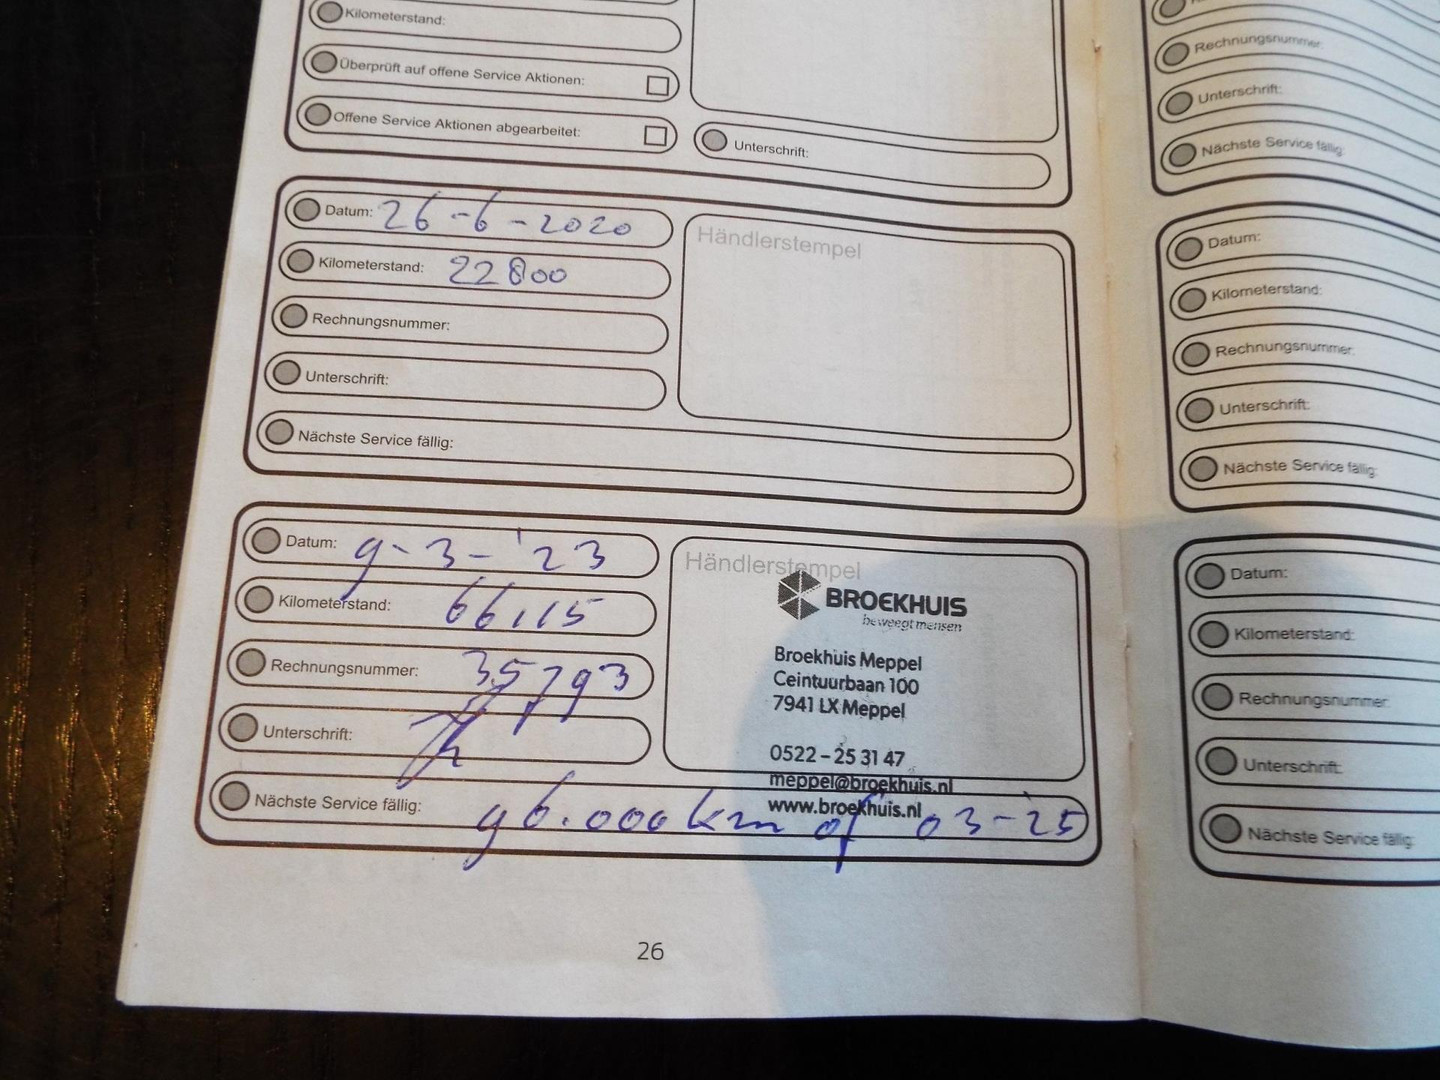 Kilometerstand:
Überprüft auf offene Service Aktionen:
Offene Service Aktionen abgearbeitet:
Unterschrift:
Datum: 26-6-2020
Kilometerstand: 22800
Rechnungsnummer:
Unterschrift:
Nächste Service fällig:
Händlerstempel
Datum: 9-3-'23
Kilometerstand: 66115
Rechnungsnummer: 35793
Unterschrift:
Nächste Service fällig: 96.000 km of 03-'25
Händlerstempel
BROEKHUIS
beweegt mensen
Broekhuis Meppel
Ceintuurbaan 100
7941 LX Meppel
0522 – 25 31 47
meppel@broekhuis.nl
www.broekhuis.nl
26
Rechnungsnummer:
Unterschrift:
Nächste Service fällig:
Datum:
Kilometerstand:
Rechnungsnummer:
Unterschrift:
Nächste Service fällig:
Datum:
Kilometerstand:
Rechnungsnummer:
Unterschrift:
Nächste Service fällig: